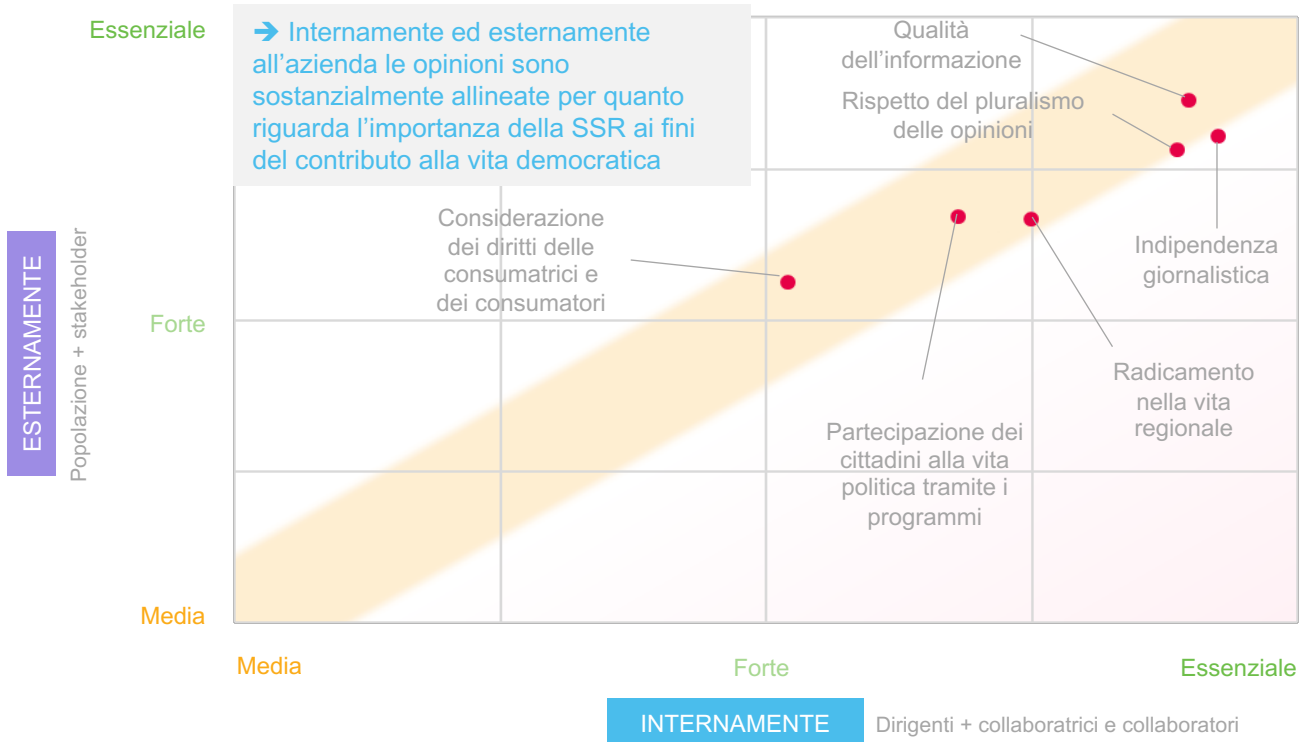 Essenziale
➔ Internamente ed esternamente
all’azienda le opinioni sono
sostanzialmente allineate per quanto
riguarda l’importanza della SSR ai fini
del contributo alla vita democratica
Qualità
dell’informazione
Rispetto del pluralismo
delle opinioni
Considerazione
dei diritti delle
consumatrici e
dei consumatori
Indipendenza
giornalistica
ESTERNAMENTE
Popolazione + stakeholder
Forte
Radicamento
nella vita
regionale
Partecipazione dei
cittadini alla vita
politica tramite i
programmi
Media
Media
Forte
Essenziale
INTERNAMENTE
Dirigenti + collaboratrici e collaboratori